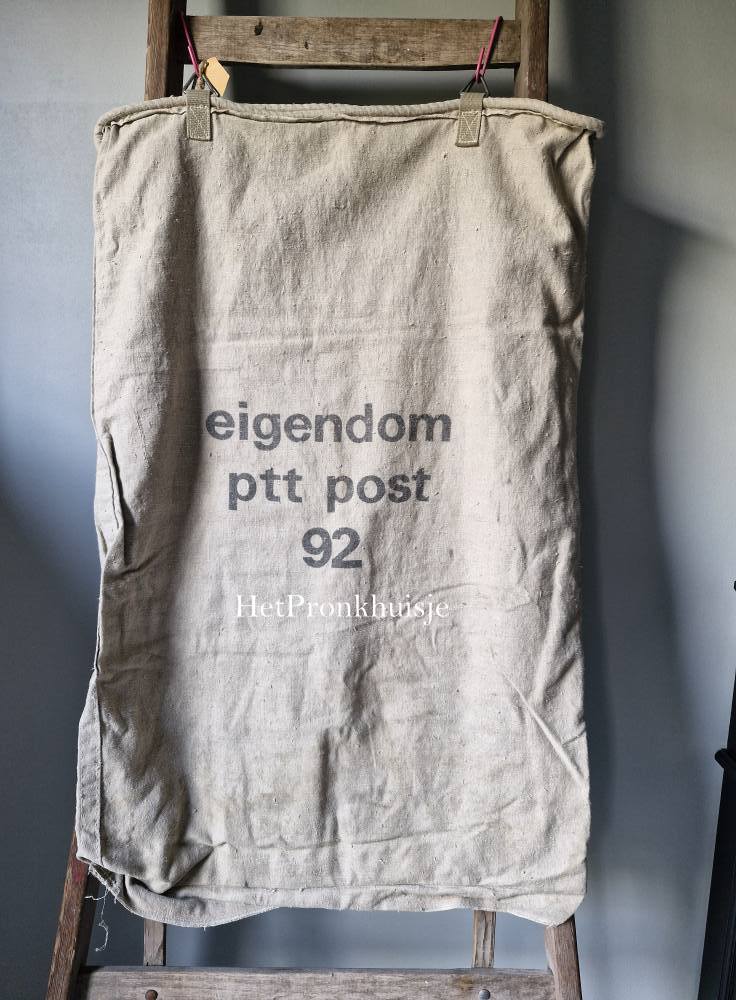 eigendom
ptt post
92
HetPronkhuisje